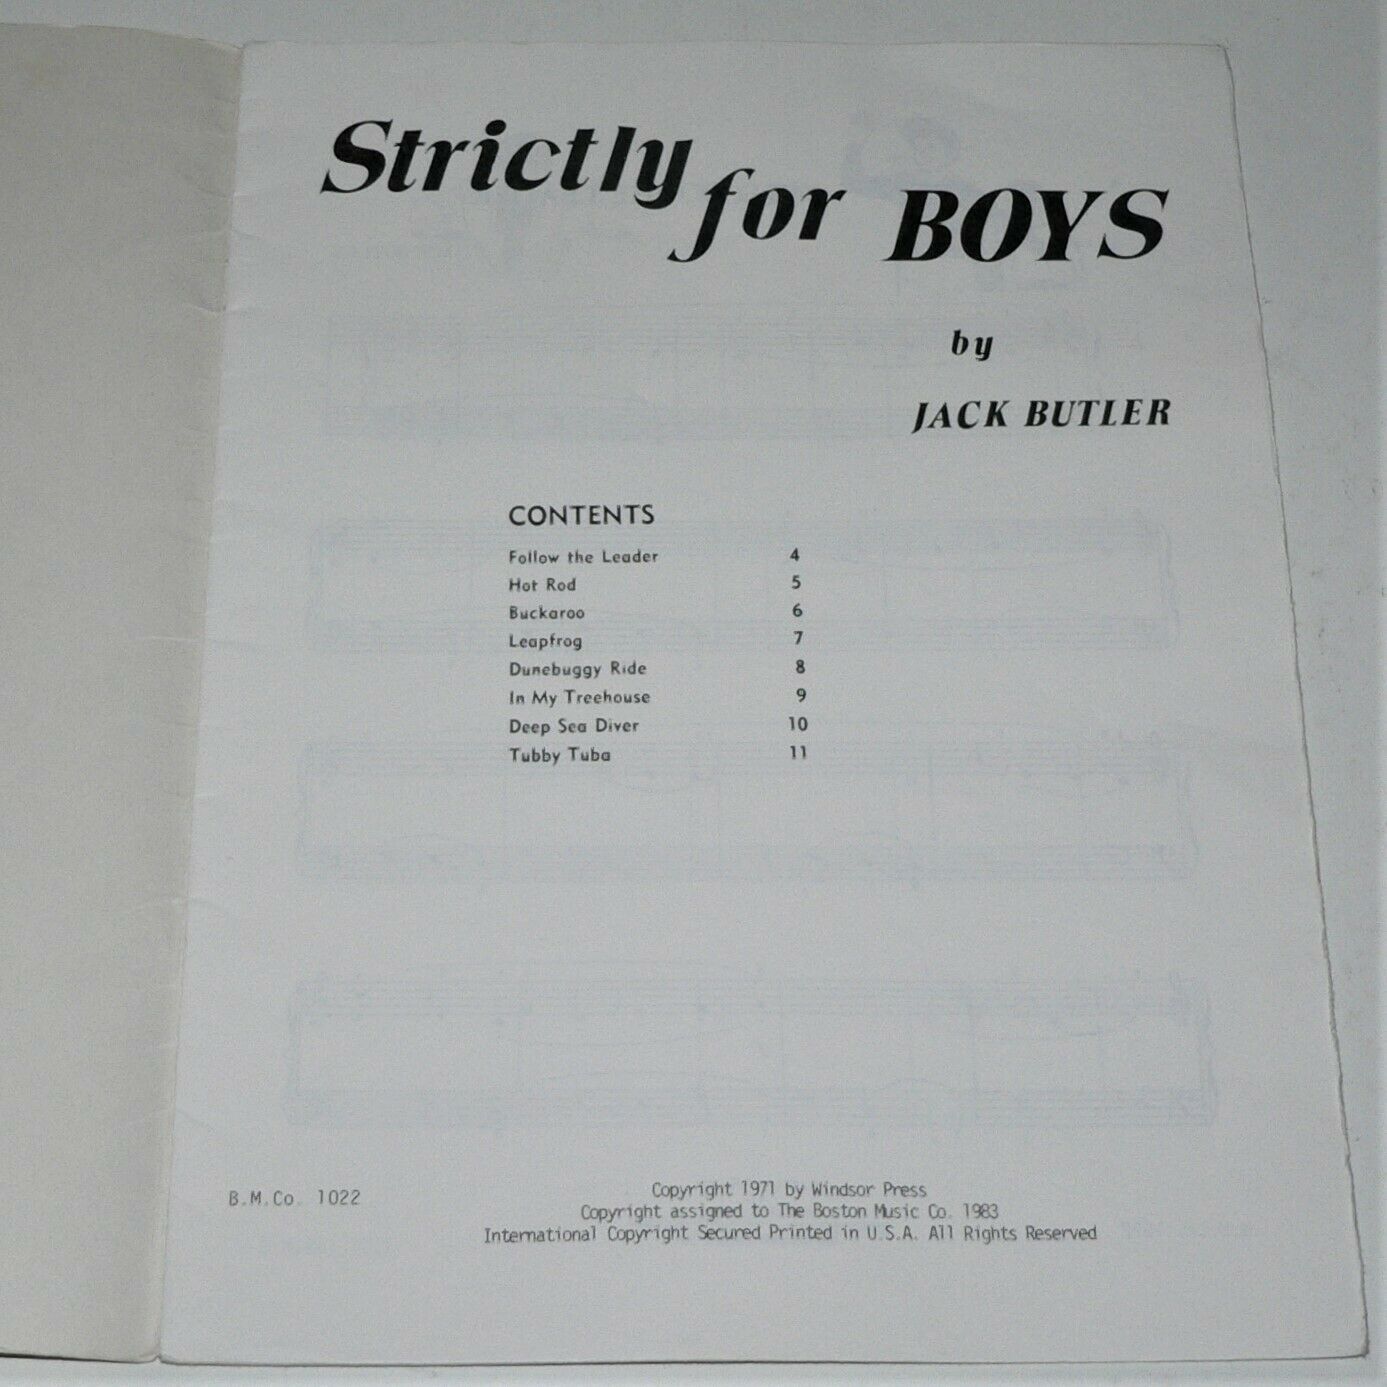 Strictly for BOYS
by
JACK BUTLER
CONTENTS
Follow the Leader 4
Hot Rod 5
Buckaroo 6
Leapfrog 7
Dunebuggy Ride 8
In My Treehouse 9
Deep Sea Diver 10
Tubby Tuba 11
B.M.Co. 1022
Copyright 1971 by Windsor Press
Copyright assigned to The Boston Music Co. 1983
International Copyright Secured Printed in U.S.A. All Rights Reserved